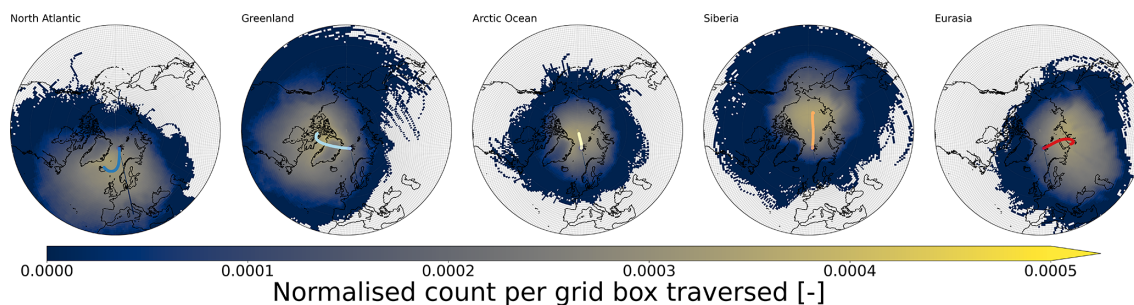 North Atlantic
Greenland
Arctic Ocean
Siberia
Eurasia
0.0000
0.0001
0.0002
0.0003
0.0004
0.0005
Normalised count per grid box traversed [-]